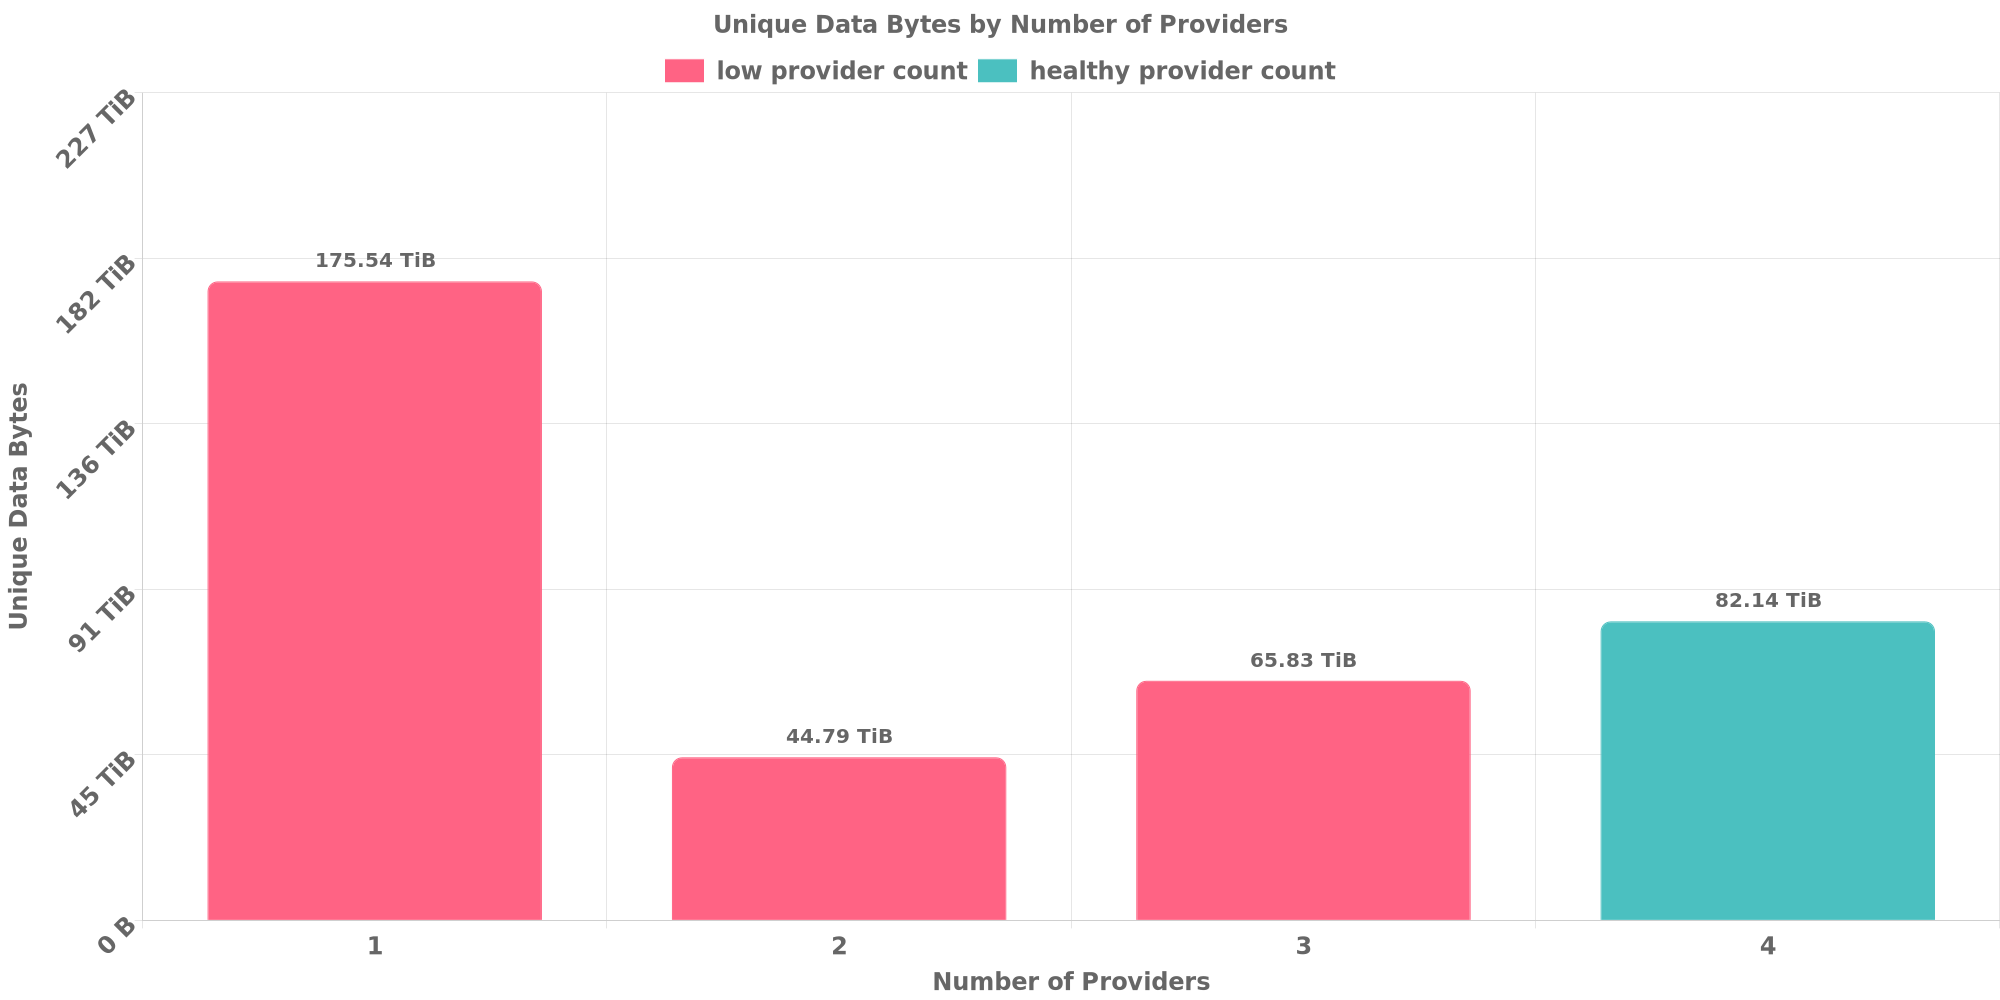 Unique Data Bytes by Number of Providers
low provider count healthy provider count
227 TiB
182 TiB
136 TiB
91 TiB
45 TiB
0 B
Unique Data Bytes
175.54 TiB
44.79 TiB
65.83 TiB
82.14 TiB
1 2 3 4
Number of Providers